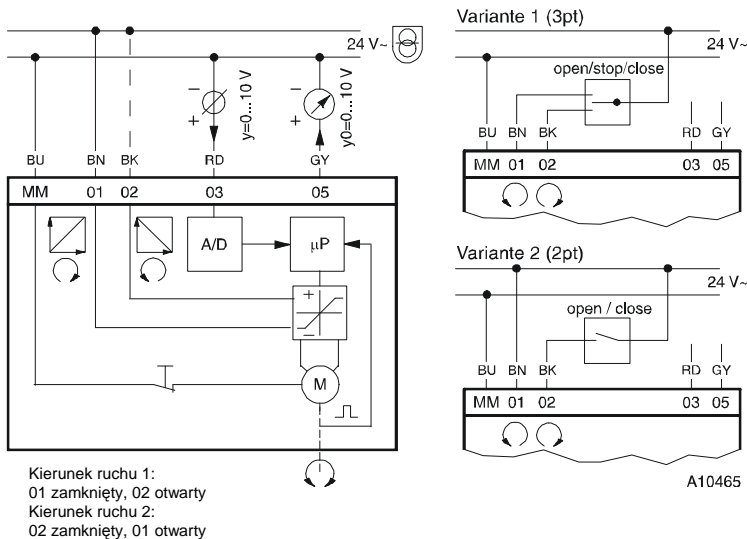 24 V~
y=0...10 V
y0=0...10 V
BU BN BK RD GY
MM 01 02 03 05
A/D
µP
+
−
M
Kierunek ruchu 1:
01 zamknięty, 02 otwarty
Kierunek ruchu 2:
02 zamknięty, 01 otwarty
Variante 1 (3pt)
24 V~
open/stop/close
BU BN BK RD GY
MM 01 02 03 05
Variante 2 (2pt)
24 V~
open / close
BU BN BK RD GY
MM 01 02 03 05
A10465